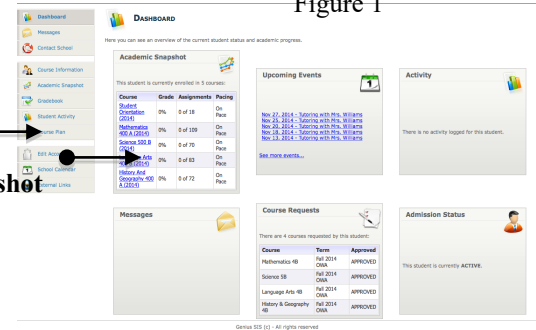 Figure 1
Dashboard
Messages
Contact School
Course Information
Academic Snapshot
Gradebook
Student Activity
Course Plan
Edit Acc
School Calendar
External Links
shot
DASHBOARD
Here you can see an overview of the current student status and academic progress.
Academic Snapshot
This student is currently enrolled in 5 courses:
Course Grade Assignments Pacing
Student Orientation (2014) 0% 0 of 18 On Pace
Mathematics 400 A (2014) 0% 0 of 109 On Pace
Science 500 B (2014) 0% 0 of 70 On Pace
Arts (2014) 0% 0 of 83 On Pace
History And Geography 400 A (2014) 0% 0 of 72 On Pace
Upcoming Events
Nov 27, 2014 - Tutoring with Mrs. Williams
Nov 25, 2014 - Tutoring with Mrs. Williams
Nov 20, 2014 - Tutoring with Mrs. Williams
Nov 18, 2014 - Tutoring with Mrs. Williams
Nov 13, 2014 - Tutoring with Mrs. Williams
See more events...
Activity
There is no activity logged for this student.
Messages
Course Requests
There are 4 courses requested by this student:
Course Term Approved
Mathematics 4B Fall 2014 OWA APPROVED
Science 5B Fall 2014 OWA APPROVED
Language Arts 4B Fall 2014 OWA APPROVED
History & Geography 4B Fall 2014 OWA APPROVED
Admission Status
This student is currently ACTIVE.
Genius SIS (c) - All rights reserved